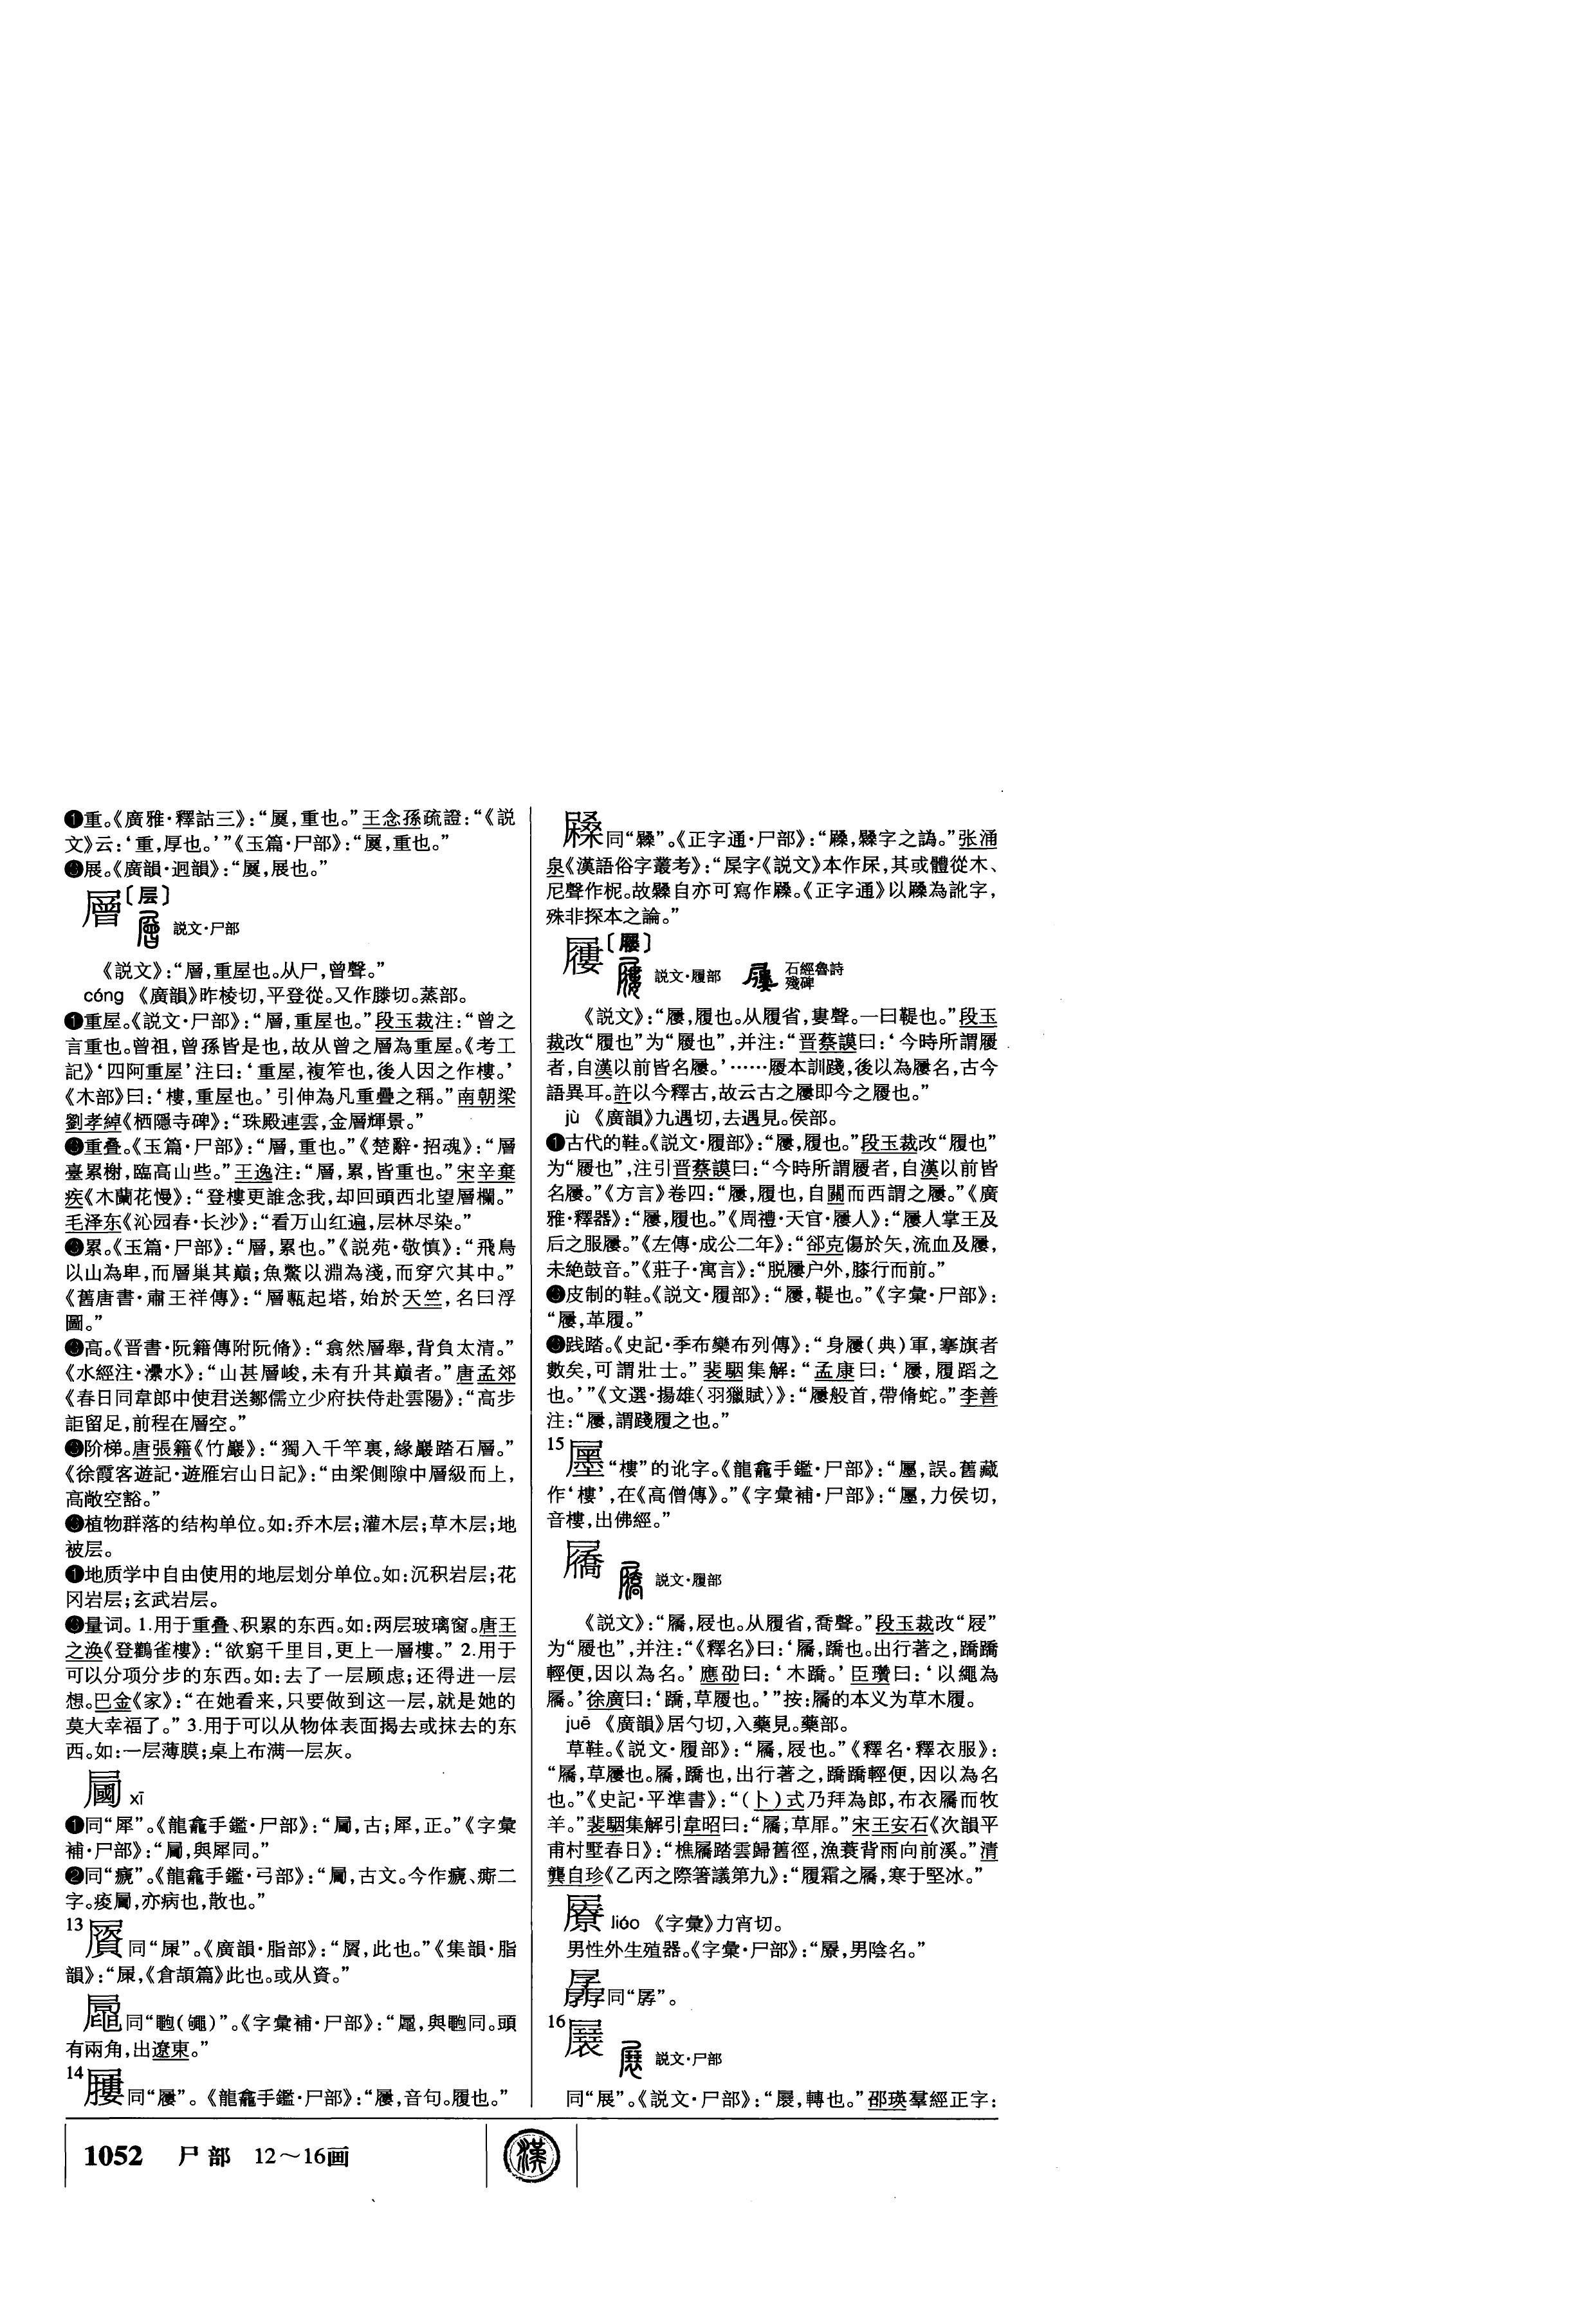 ❶重。《廣雅·釋詁三》：“𡳐，重也。”王念孫疏證：“《説
文》云：‘重，厚也。’”《玉篇·尸部》：“𡳐，重也。”
展。《廣韻·迥韻》：“𡳐，展也。”
層〔层〕
説文·尸部
《説文》：“層，重屋也。从尸，曾聲。”
céng 《廣韻》昨棱切，平登從。又作滕切。蒸部。
❶重屋。《説文·尸部》：“層，重屋也。”段玉裁注：“曾之
言重也。曾祖，曾孫皆是也，故从曾之層為重屋。《考工
記》‘四阿重屋’注曰：‘重屋，複笮也，後人因之作樓。’
《木部》曰：‘樓，重屋也。’引伸為凡重疊之稱。”南朝梁
劉孝綽《栖隱寺碑》：“珠殿連雲，金層輝景。”
重叠。《玉篇·尸部》：“層，重也。”《楚辭·招魂》：“層
臺累榭，臨高山些。”王逸注：“層，累，皆重也。”宋辛棄
疾《木蘭花慢》：“登樓更誰念我，却回頭西北望層欄。”
毛泽东《沁园春·长沙》：“看万山红遍，层林尽染。”
累。《玉篇·尸部》：“層，累也。”《説苑·敬慎》：“飛鳥
以山為卑，而層巢其巔；魚鱉以淵為淺，而穿穴其中。”
《舊唐書·肅王祥傳》：“層甎起塔，始於天竺，名曰浮
圖。”
高。《晋書·阮籍傳附阮脩》：“翕然層舉，背負太清。”
《水經注·灅水》：“山甚層峻，未有升其巔者。”唐孟郊
《春日同韋郎中使君送鄒儒立少府扶侍赴雲陽》：“高步
詎留足，前程在層空。”
阶梯。唐張籍《竹巖》：“獨入千竿裏，緣巖踏石層。”
《徐霞客遊記·遊雁宕山日記》：“由梁側隙中層級而上，
高敞空豁。”
植物群落的结构单位。如：乔木层；灌木层；草木层；地
被层。
❶地质学中自由使用的地层划分单位。如：沉积岩层；花
冈岩层；玄武岩层。
量词。1.用于重叠、积累的东西。如：两层玻璃窗。唐王
之渙《登鸛雀樓》：“欲窮千里目，更上一層樓。” 2.用于
可以分项分步的东西。如：去了一层顾虑；还得进一层
想。巴金《家》：“在她看来，只要做到这一层，就是她的
莫大幸福了。” 3.用于可以从物体表面揭去或抹去的东
西。如：一层薄膜；桌上布满一层灰。
xī
❶同“犀”。《龍龕手鑑·尸部》：“，古；犀，正。”《字彙
補·尸部》：“，與犀同。”
❷同“”。《龍龕手鑑·弓部》：“，古文。今作、㾷二
字。痠，亦病也，散也。”
13
同“”。《廣韻·脂部》：“，此也。”《集韻·脂
韻》：“，《倉頡篇》此也。或从資。”
同“”。《字彙補·尸部》：“，與同。頭
有兩角，出遼東。”
14
同“屨”。《龍龕手鑑·尸部》：“屨，音句。履也。”
同“”。《正字通·尸部》：“，字之譌。”张涌
泉《漢語俗字叢考》：“屎字《説文》本作㞒，其或體從木、
尼聲作柅。故自亦可寫作。《正字通》以為訛字，
殊非探本之論。”
屨〔屦〕
説文·履部
石經魯詩
殘碑
《説文》：“屨，履也。从履省，婁聲。一曰鞮也。”段玉
裁改“履也”为“屨也”，并注：“晋蔡謨曰：‘今時所謂履
者，自漢以前皆名屨。’……履本訓踐，後以為屨名，古今
語異耳。許以今釋古，故云古之屨即今之履也。”
jù 《廣韻》九遇切，去遇見。侯部。
❶古代的鞋。《説文·履部》：“屨，履也。”段玉裁改“履也”
为“屨也”，注引晋蔡謨曰：“今時所謂履者，自漢以前皆
名屨。”《方言》卷四：“屨，履也，自關而西謂之屨。”《廣
雅·釋器》：“屨，履也。”《周禮·天官·屨人》：“屨人掌王及
后之服屨。”《左傳·成公二年》：“郤克傷於矢，流血及屨，
未絶鼓音。”《莊子·寓言》：“脱屨户外，膝行而前。”
皮制的鞋。《説文·履部》：“屨，鞮也。”《字彙·尸部》：
“屨，革履。”
践踏。《史記·季布欒布列傳》：“身屨（典）軍，搴旗者
數矣，可謂壯士。”裴駰集解：“孟康曰：‘屨，履蹈之
也。’”《文選·揚雄〈羽獵賦〉》：“屨般首，帶脩蛇。”李善
注：“屨，謂踐履之也。”
15
“樓”的讹字。《龍龕手鑑·尸部》：“，誤。舊藏
作‘樓’，在《高僧傳》。”《字彙補·尸部》：“，力侯切，
音樓，出佛經。”
屩
説文·履部
《説文》：“屩，屐也。从履省，喬聲。”段玉裁改“屐”
为“履也”，并注：“《釋名》曰：‘屩，蹻也。出行著之，蹻蹻
輕便，因以為名。’應劭曰：‘木蹻。’臣瓚曰：‘以繩為
屩。’徐廣曰：‘蹻，草履也。’”按：屩的本义为草木履。
juē 《廣韻》居勺切，入藥見。藥部。
草鞋。《説文·履部》：“屩，屐也。”《釋名·釋衣服》：
“屩，草屨也。屩，蹻也，出行著之，蹻蹻輕便，因以為名
也。”《史記·平準書》：“（卜）式乃拜為郎，布衣屩而牧
羊。”裴駰集解引韋昭曰：“屩，草屝。”宋王安石《次韻平
甫村墅春日》：“樵屩踏雲歸舊徑，漁蓑背雨向前溪。”清
龔自珍《乙丙之際箸議第九》：“履霜之屩，寒于堅冰。”
屪 liáo 《字彙》力宵切。
男性外生殖器。《字彙·尸部》：“屪，男陰名。”
同“孱”。
16
説文·尸部
同“展”。《説文·尸部》：“，轉也。”邵瑛羣經正字：
1052 尸部 12～16画
漢